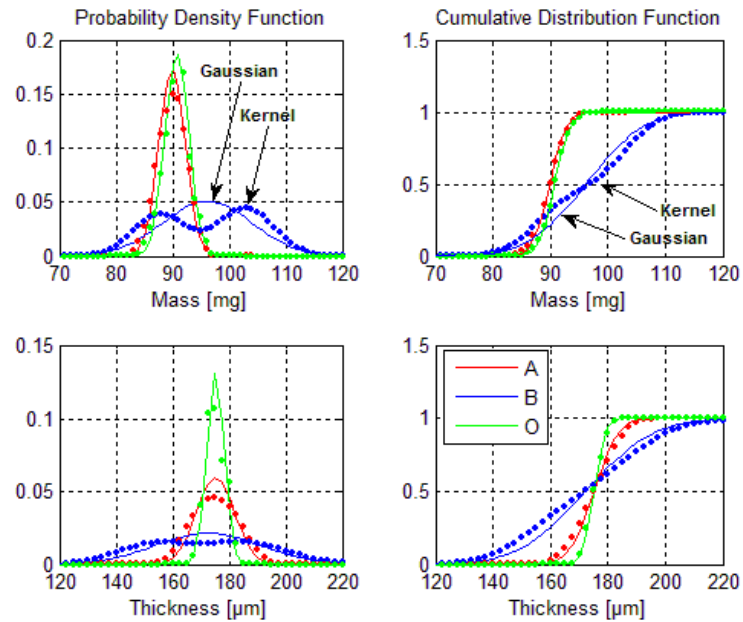 Probability Density Function
Cumulative Distribution Function
0.2
0.15
0.1
0.05
0
Gaussian
Kernel
70 80 90 100 110 120
Mass [mg]
1.5
1
0.5
0
Kernel
Gaussian
70 80 90 100 110 120
Mass [mg]
0.15
0.1
0.05
0
120 140 160 180 200 220
Thickness [µm]
1.5
1
0.5
0
A
B
O
120 140 160 180 200 220
Thickness [µm]